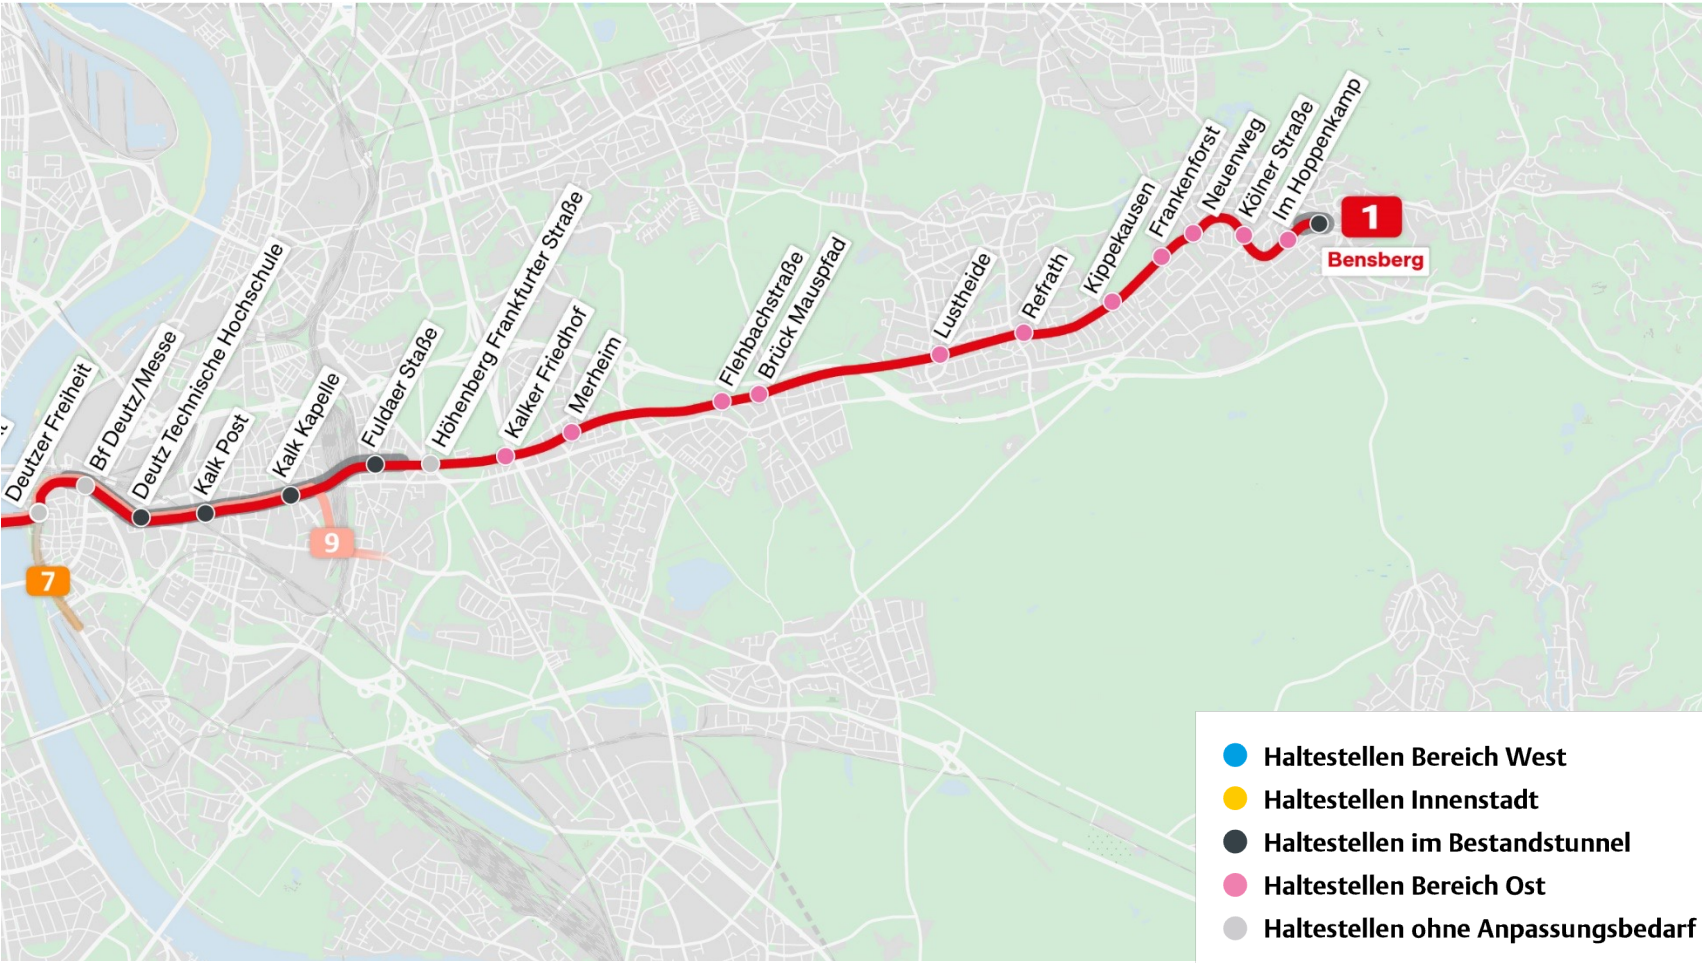 Deutzer Freiheit
Bf Deutz/Messe
Deutz Technische Hochschule
Kalk Post
Kalk Kapelle
Fuldaer Staße
Höhenberg Frankfurter Straße
Kalker Friedhof
Merheim
Flehbachstraße
Brück Mauspfad
Lustheide
Refrath
Kippekausen
Frankenforst
Neuenweg
Kölner Straße
Im Hoppenkamp
1
Bensberg
9
7
Haltestellen Bereich West
Haltestellen Innenstadt
Haltestellen im Bestandstunnel
Haltestellen Bereich Ost
Haltestellen ohne Anpassungsbedarf